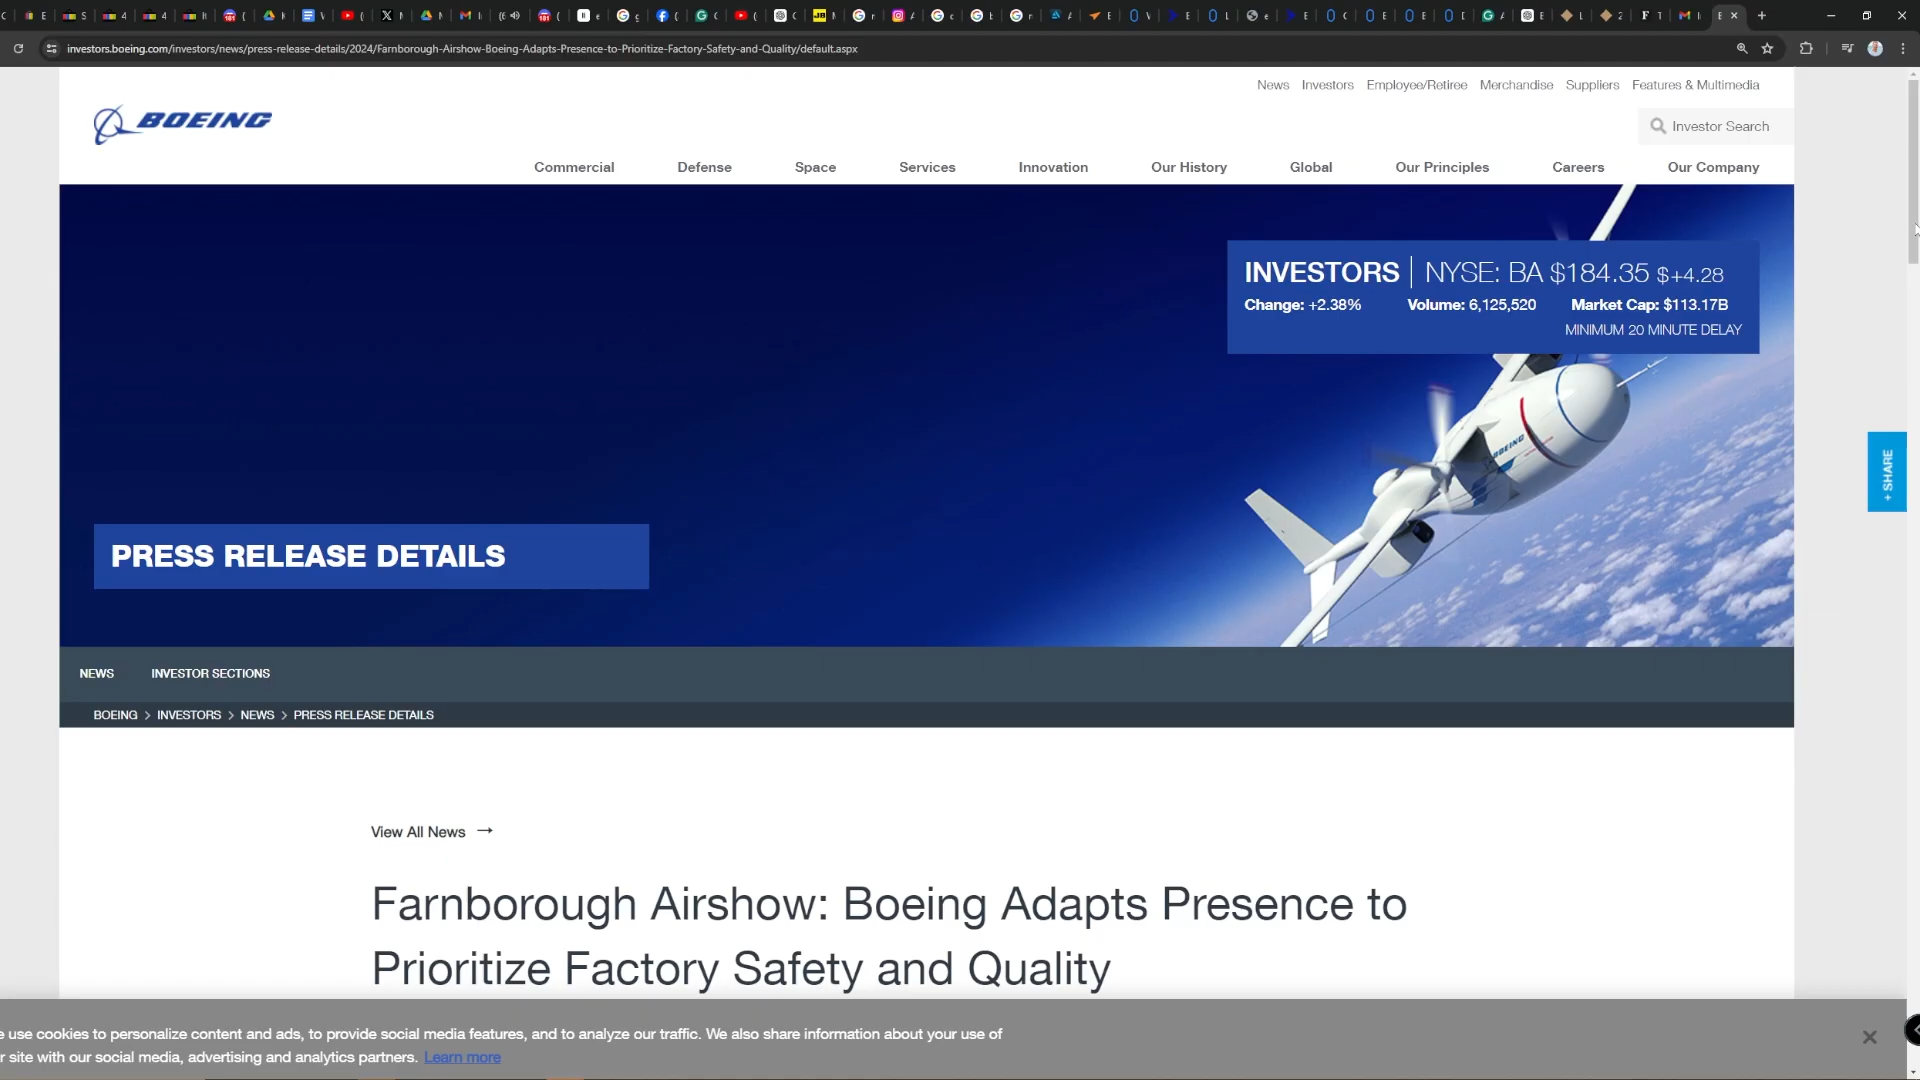 investors.boeing.com/investors/news/press-release-details/2024/Farnborough-Airshow-Boeing-Adapts-Presence-to-Prioritize-Factory-Safety-and-Quality/default.aspx
News Investors Employee/Retiree Merchandise Suppliers Features & Multimedia
BOEING
Investor Search
Commercial Defense Space Services Innovation Our History Global Our Principles Careers Our Company
INVESTORS | NYSE: BA $184.35 $+4.28
Change: +2.38% Volume: 6,125,520 Market Cap: $113.17B
MINIMUM 20 MINUTE DELAY
BOEING
+ SHARE
PRESS RELEASE DETAILS
NEWS INVESTOR SECTIONS
BOEING > INVESTORS > NEWS > PRESS RELEASE DETAILS
View All News →
Farnborough Airshow: Boeing Adapts Presence to
Prioritize Factory Safety and Quality
e use cookies to personalize content and ads, to provide social media features, and to analyze our traffic. We also share information about your use of
r site with our social media, advertising and analytics partners. Learn more